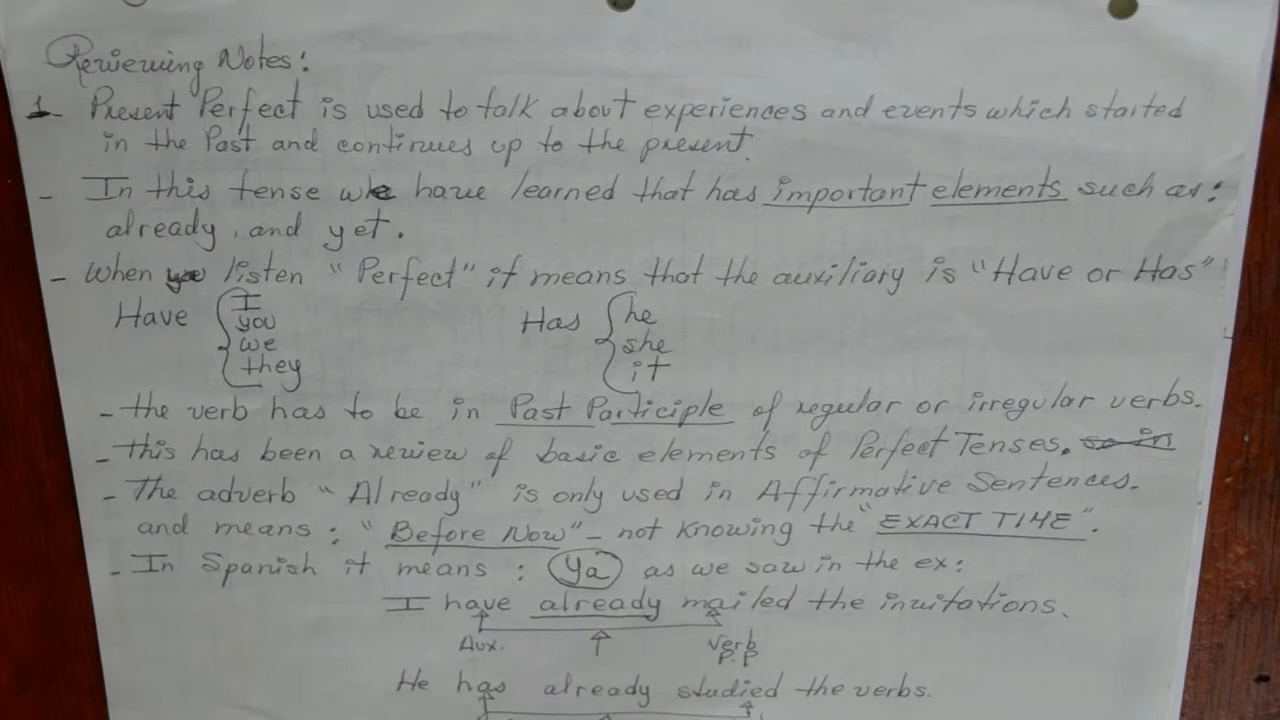 Reviewing Notes:
1- Present Perfect is used to talk about experiences and events which started
in the Past and continues up to the present.
- In this tense we have learned that has important elements such as:
already, and yet.
- When you listen "Perfect" it means that the auxiliary is "Have or Has"
Have { I Has { he
you she
we it
they
- the verb has to be in Past Participle of regular or irregular verbs.
- this has been a review of basic elements of Perfect Tenses. so in
- The adverb "Already" is only used in Affirmative Sentences.
and means: "Before Now" - not knowing the "EXACT TIME".
- In Spanish it means: Ya as we saw in the ex:
I have already mailed the invitations.
Aux. Verb
P.P
He has already studied the verbs.